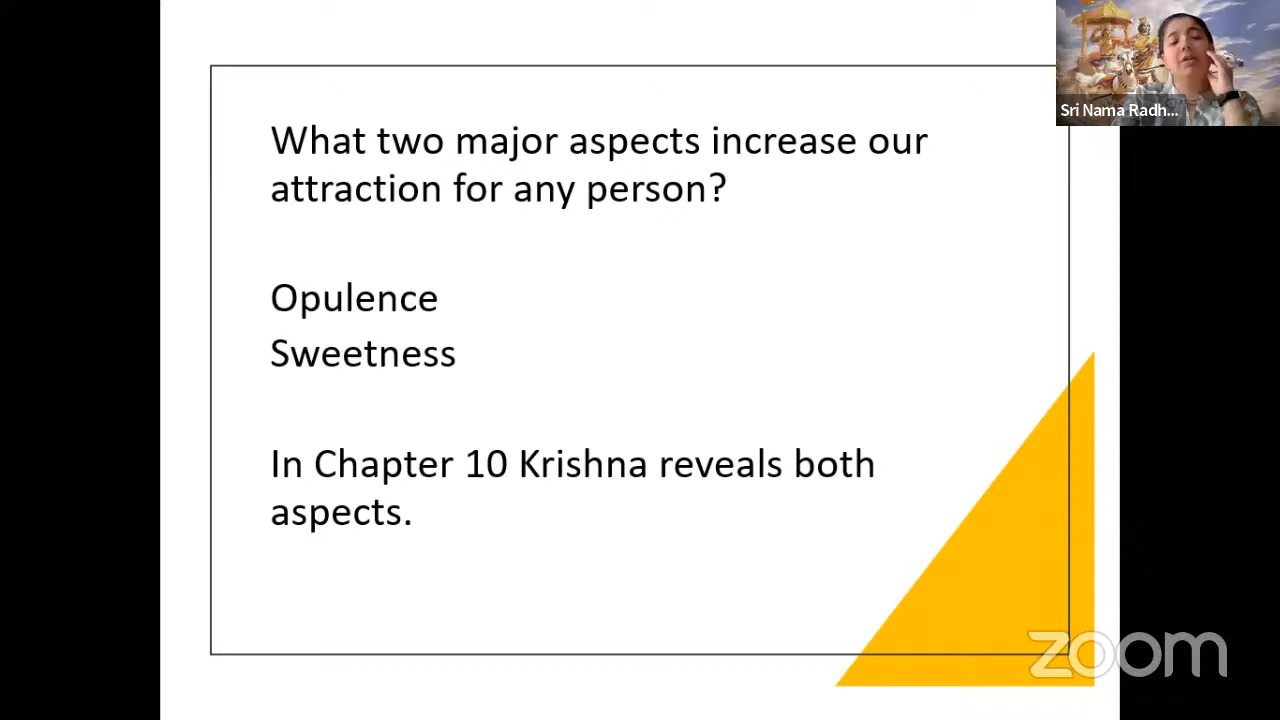 Sri Nama Radh...
What two major aspects increase our
attraction for any person?
Opulence
Sweetness
In Chapter 10 Krishna reveals both
aspects.
zoom